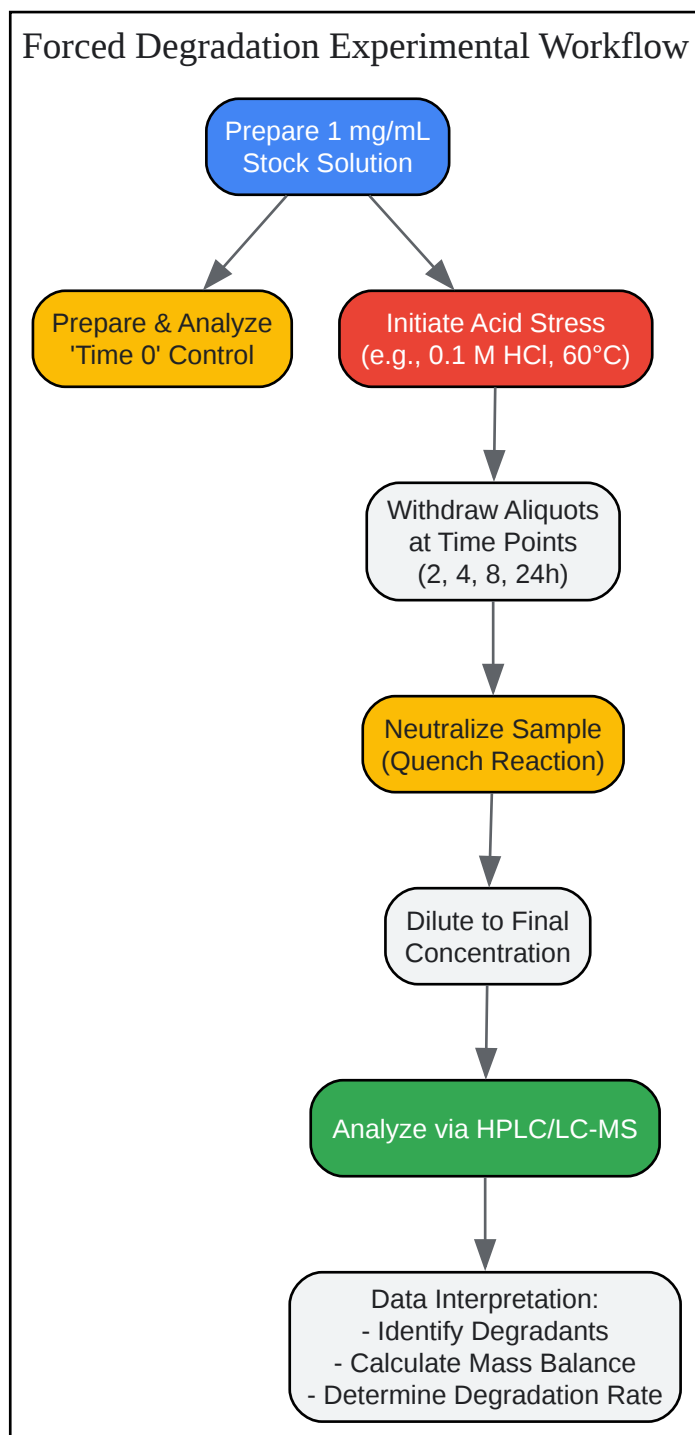 Forced Degradation Experimental Workflow
Prepare 1 mg/mL
Stock Solution
Prepare & Analyze
'Time 0' Control
Initiate Acid Stress
(e.g., 0.1 M HCl, 60°C)
Withdraw Aliquots
at Time Points
(2, 4, 8, 24h)
Neutralize Sample
(Quench Reaction)
Dilute to Final
Concentration
Analyze via HPLC/LC-MS
Data Interpretation:
- Identify Degradants
- Calculate Mass Balance
- Determine Degradation Rate